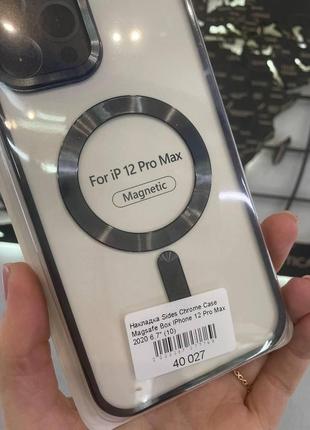 For iP 12 Pro Max
Magnetic
Накладка Sides Chrome Case
Magsafe Box iPhone 12 Pro Max
2020 6.7" (10)
40 027